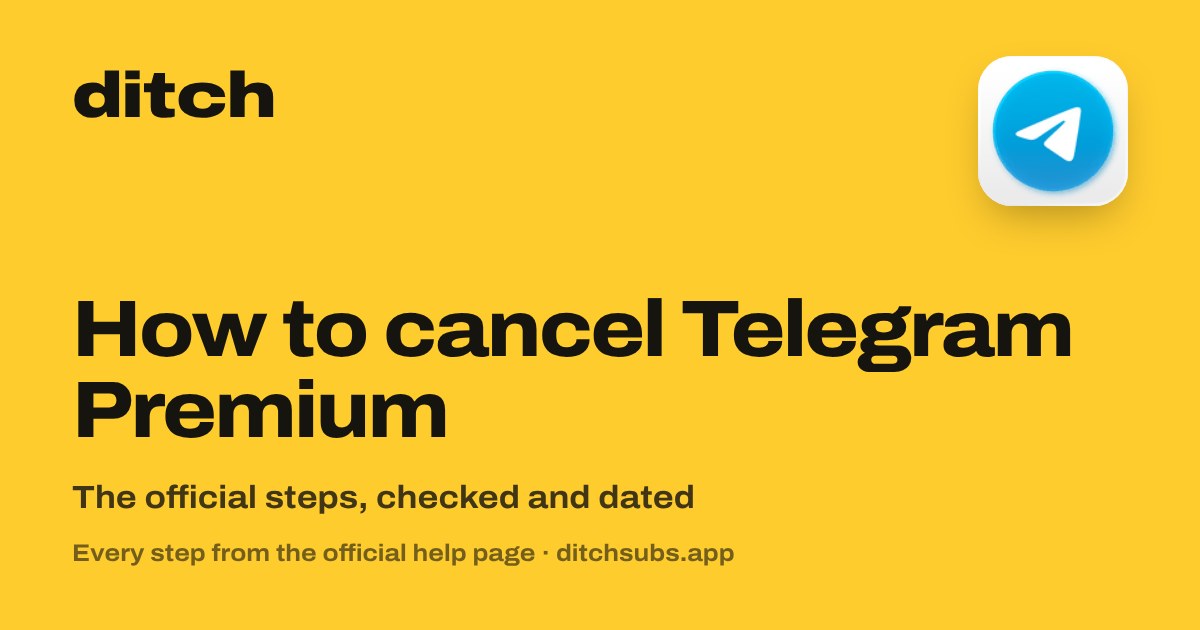 ditch
How to cancel Telegram
Premium
The official steps, checked and dated
Every step from the official help page · ditchsubs.app